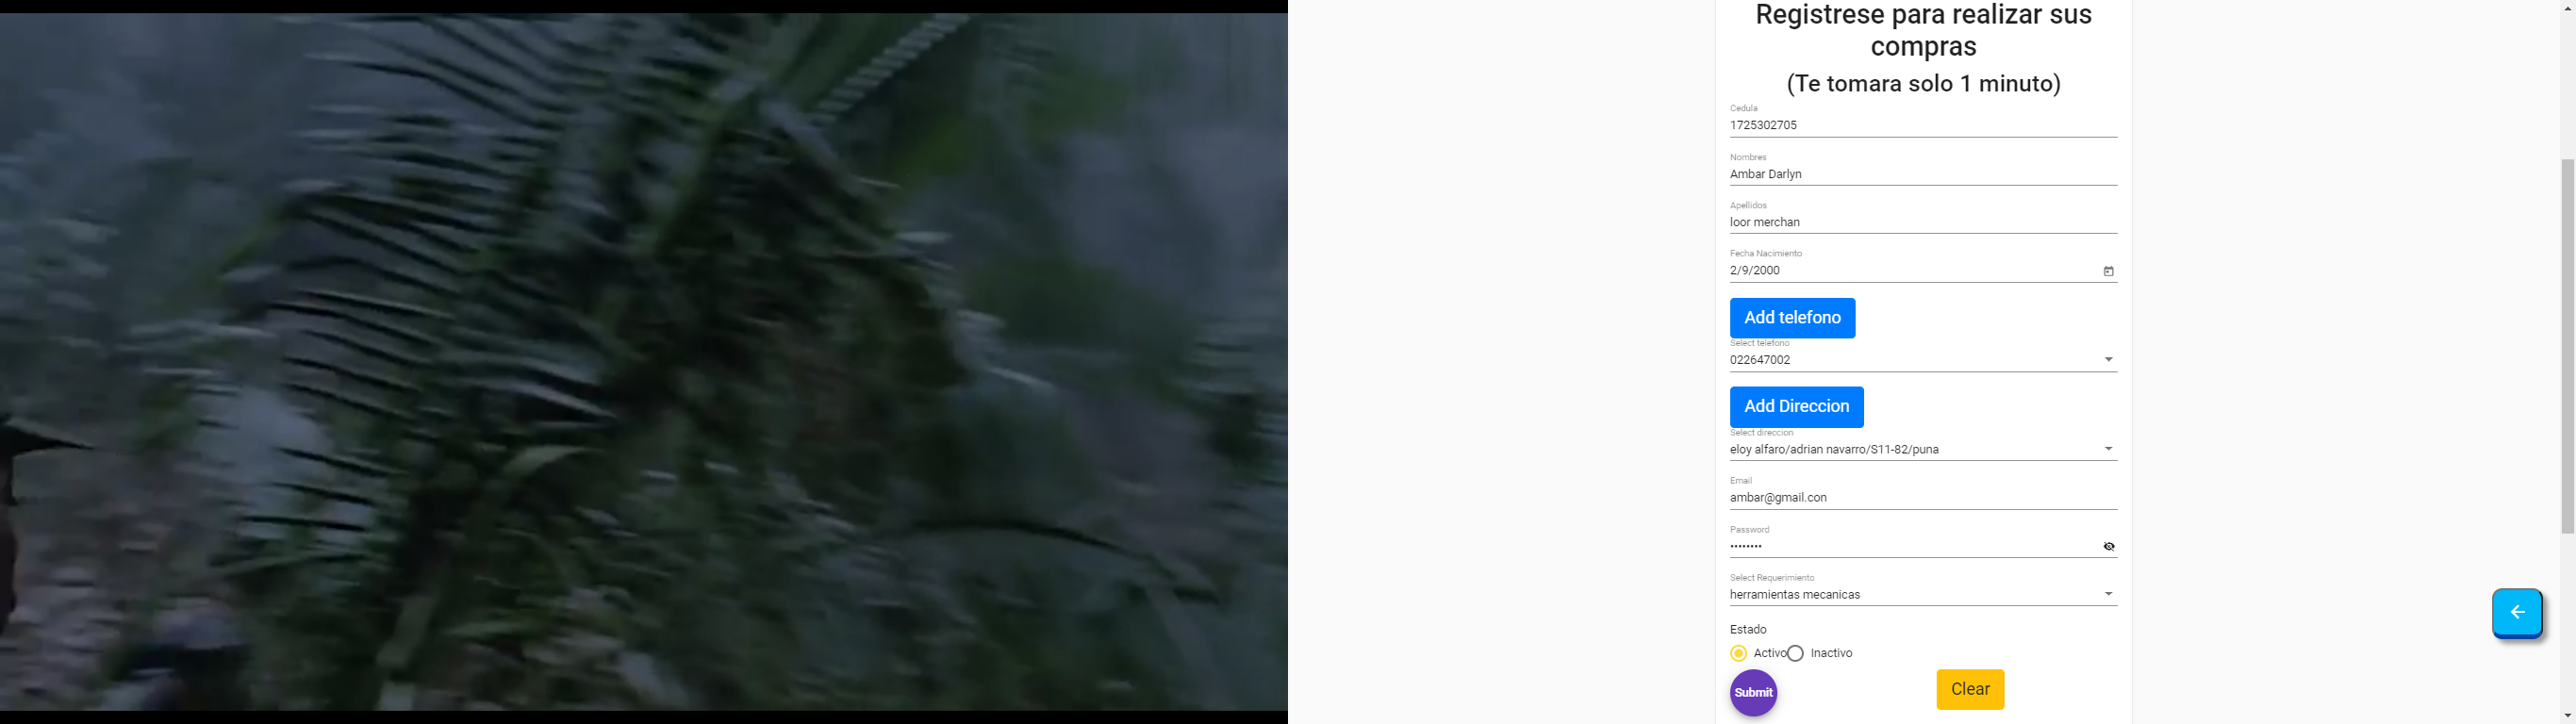 Registrese para realizar sus
compras
(Te tomara solo 1 minuto)
Cedula
1725302705
Nombres
Ambar Darlyn
Apellidos
loor merchan
Fecha Nacimiento
2/9/2000
Add telefono
Select telefono
022647002
Add Direccion
Select direccion
eloy alfaro/adrian navarro/S11-82/puna
Email
ambar@gmail.con
Password
••••••••
Select Requerimiento
herramientas mecanicas
Estado
Activo Inactivo
Submit Clear